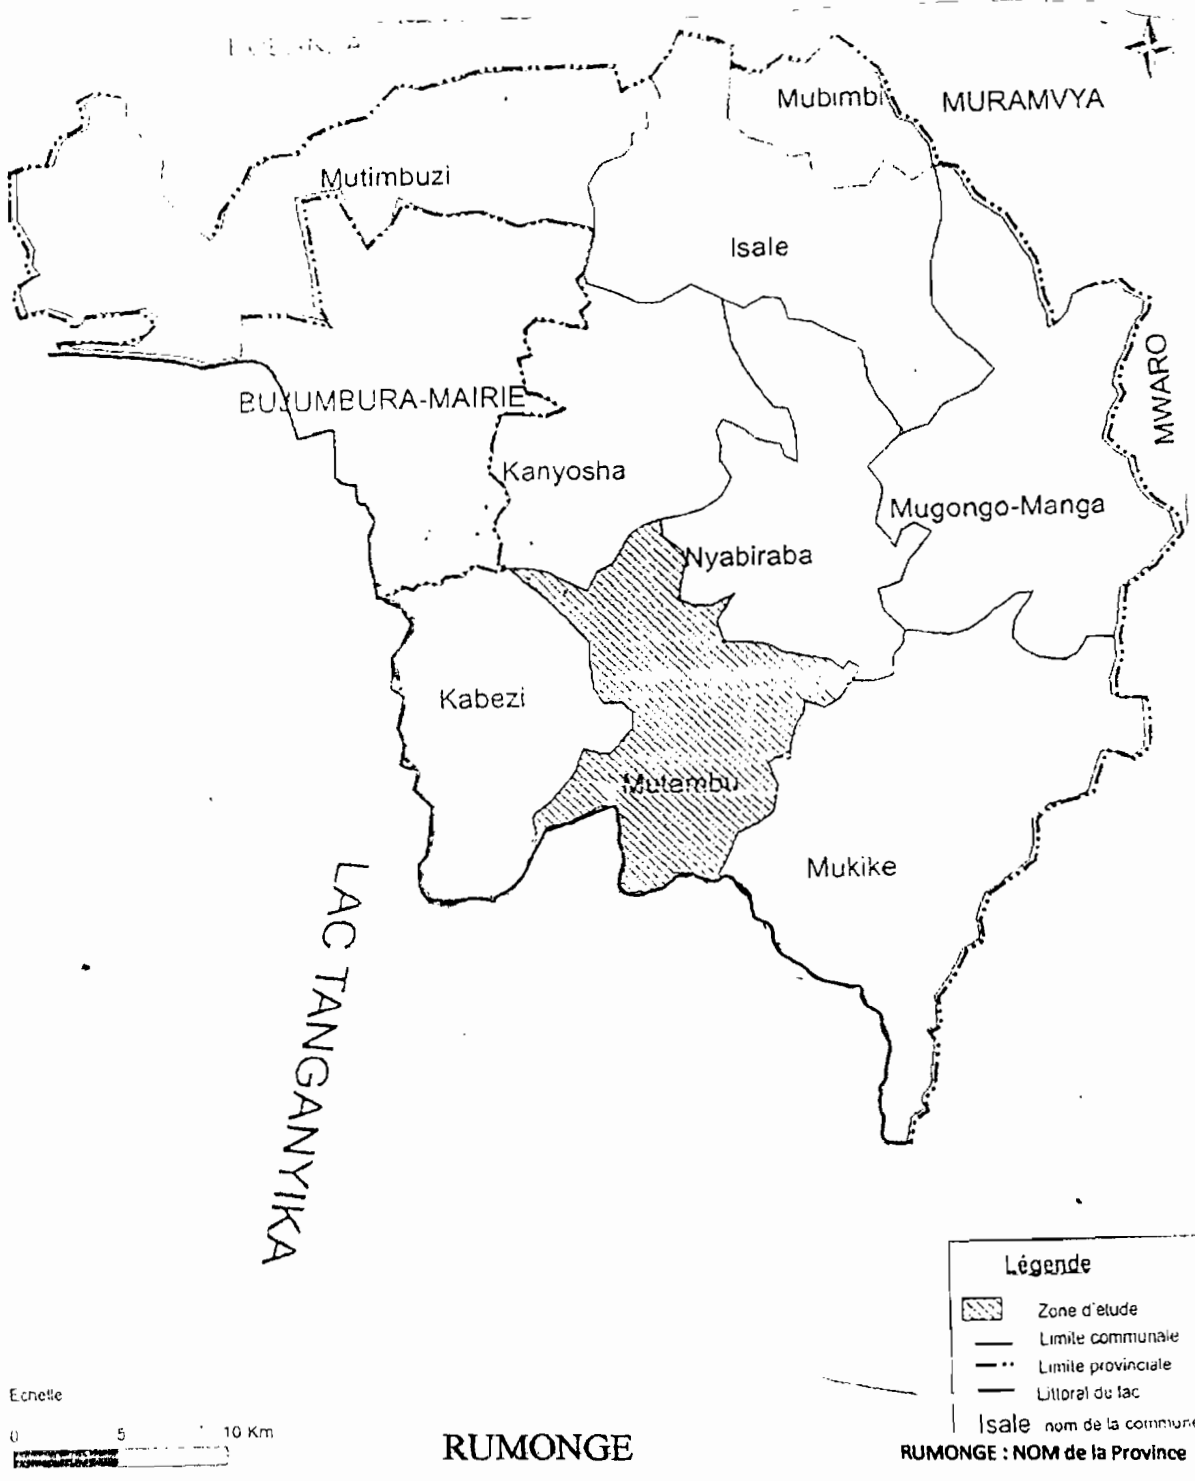 Mubimbi
MURAMVYA
Mutimbuzi
Isale
MWARO
BUJUMBURA-MAIRIE
Kanyosha
Mugongo-Manga
Nyabiraba
Kabezi
Mutambu
Mukike
LAC TANGANYIKA
Légende
Zone d'étude
Limite communale
Limite provinciale
Littoral du lac
Isale nom de la commune
RUMONGE : NOM de la Province
Echelle
0 5 10 Km
RUMONGE